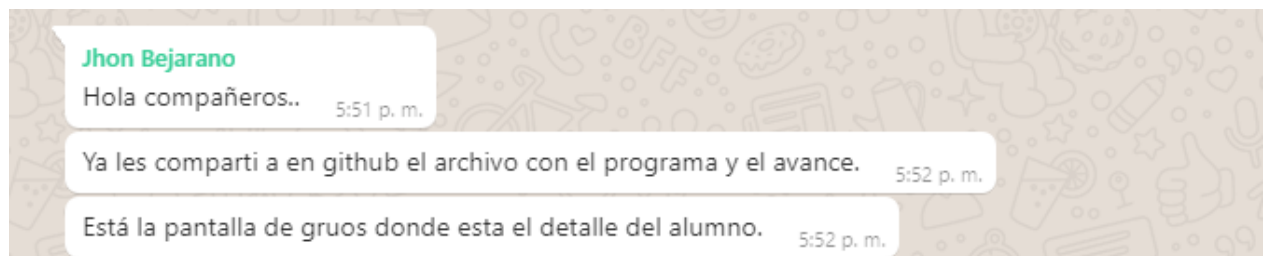 Jhon Bejarano
Hola compañeros..
5:51 p. m.
Ya les comparti a en github el archivo con el programa y el avance.
5:52 p. m.
Está la pantalla de gruos donde esta el detalle del alumno.
5:52 p. m.